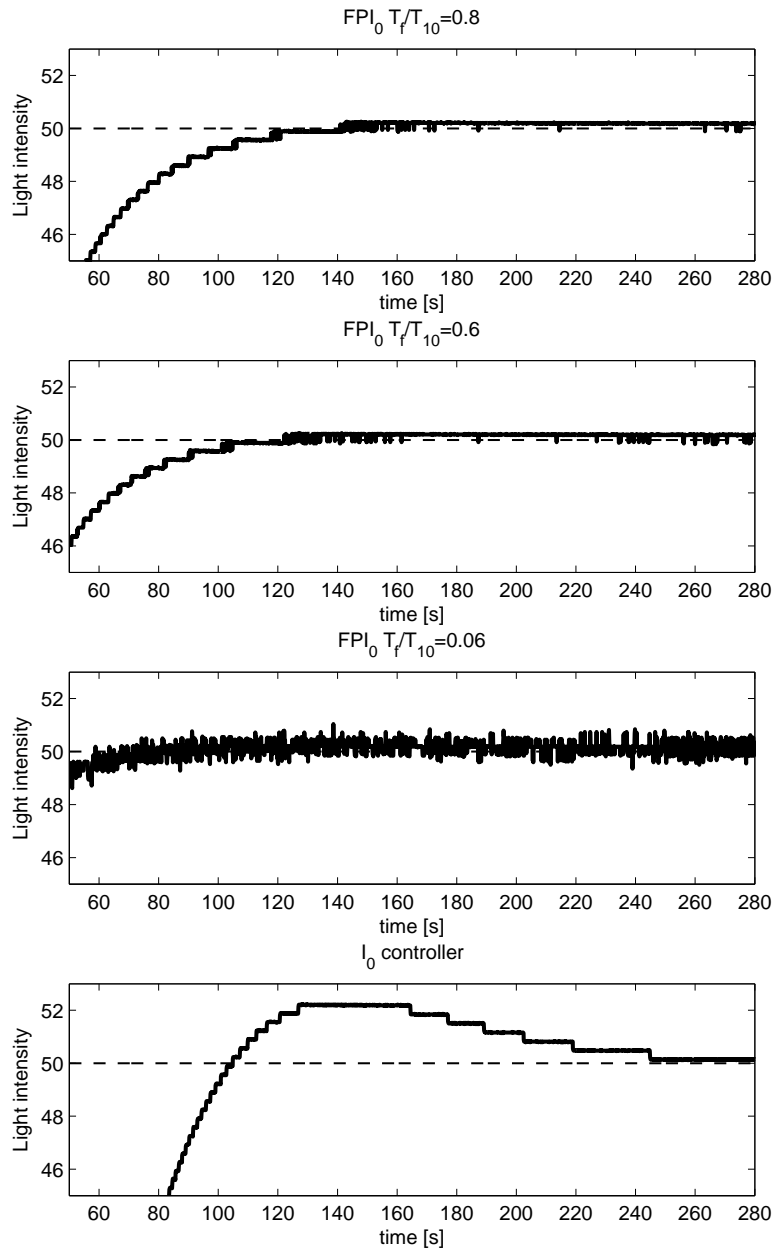 FPI₀ T_f/T₁₀=0.8
52
50
48
46
Light intensity
60 80 100 120 140 160 180 200 220 240 260 280
time [s]
FPI₀ T_f/T₁₀=0.6
52
50
48
46
Light intensity
60 80 100 120 140 160 180 200 220 240 260 280
time [s]
FPI₀ T_f/T₁₀=0.06
52
50
48
46
Light intensity
60 80 100 120 140 160 180 200 220 240 260 280
time [s]
I₀ controller
52
50
48
46
Light intensity
60 80 100 120 140 160 180 200 220 240 260 280
time [s]